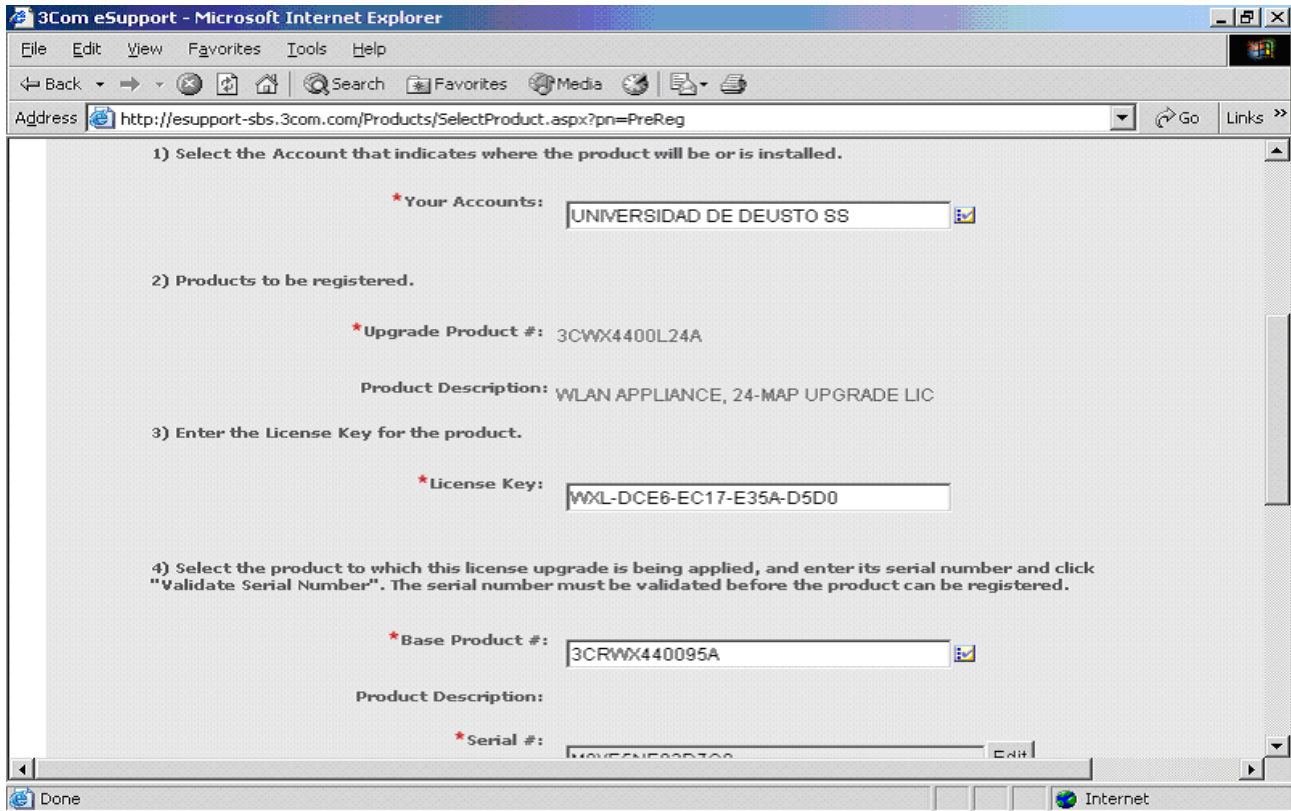 3Com eSupport - Microsoft Internet Explorer
File Edit View Favorites Tools Help
Back Search Favorites Media
Address http://esupport-sbs.3com.com/Products/SelectProduct.aspx?pn=PreReg Go Links »
1) Select the Account that indicates where the product will be or is installed.
*Your Accounts: UNIVERSIDAD DE DEUSTO SS
2) Products to be registered.
*Upgrade Product #: 3CWX4400L24A
Product Description: WLAN APPLIANCE, 24-MAP UPGRADE LIC
3) Enter the License Key for the product.
*License Key: WXL-DCE6-EC17-E35A-D5D0
4) Select the product to which this license upgrade is being applied, and enter its serial number and click
"Validate Serial Number". The serial number must be validated before the product can be registered.
*Base Product #: 3CRWX440095A
Product Description:
*Serial #: Edit
Done Internet